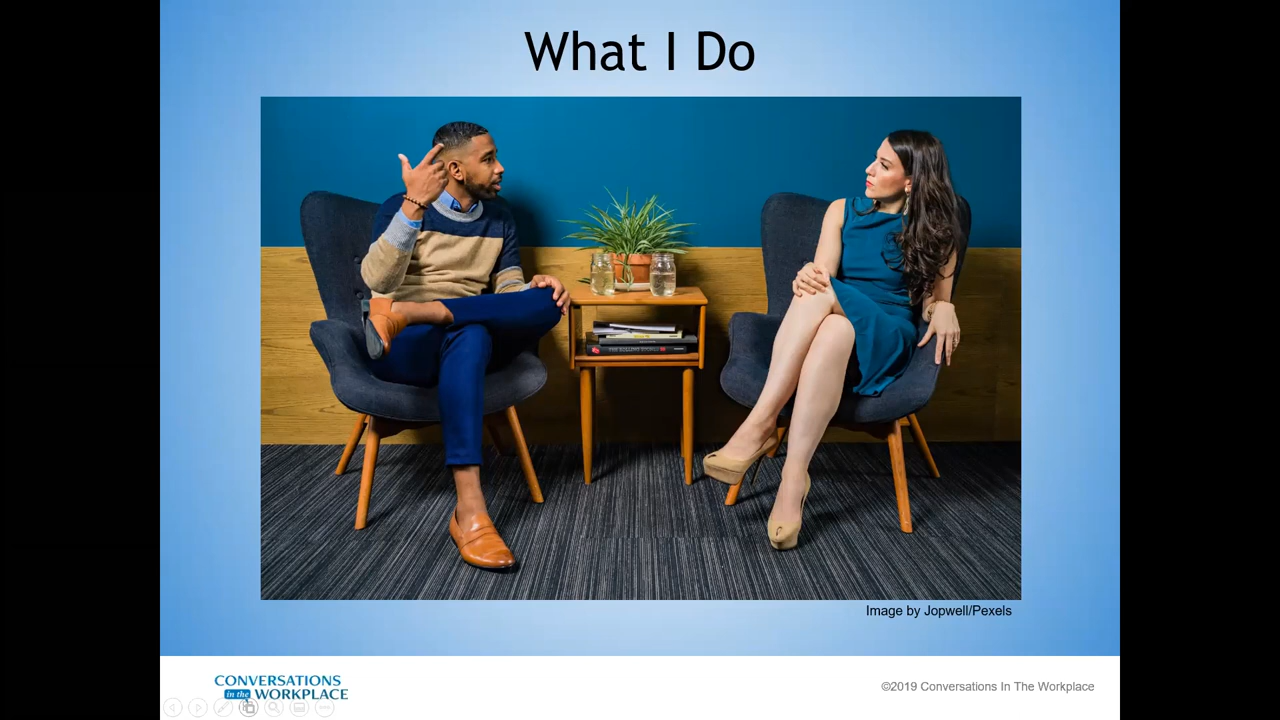 What I Do
Image by Jopwell/Pexels
CONVERSATIONS
in the WORKPLACE
©2019 Conversations In The Workplace